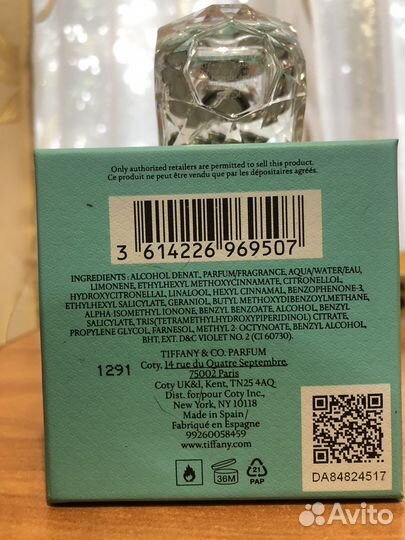 Only authorized retailers are permitted to sell this product.
Ce produit ne peut être vendu que par les dépositaires agréés.
3 614226 969507
INGREDIENTS : ALCOHOL DENAT., PARFUM/FRAGRANCE, AQUA/WATER/EAU,
LIMONENE, ETHYLHEXYL METHOXYCINNAMATE, CITRONELLOL,
HYDROXYCITRONELLAL, LINALOOL, HEXYL CINNAMAL, BENZOPHENONE-3,
ETHYLHEXYL SALICYLATE, GERANIOL, BUTYL METHOXYDIBENZOYLMETHANE,
ALPHA-ISOMETHYL IONONE, BENZYL BENZOATE, ALCOHOL, BENZYL
SALICYLATE, TRIS(TETRAMETHYLHYDROXYPIPERIDINOL) CITRATE,
PROPYLENE GLYCOL, FARNESOL, METHYL 2-OCTYNOATE, BENZYL ALCOHOL,
BHT, EXT. D&C VIOLET NO. 2 (CI 60730).
TIFFANY & CO. PARFUM
Coty, 14 rue du Quatre Septembre,
75002 Paris
1291
Coty UK&I, Kent, TN25 4AQ
Dist. for/pour Coty Inc.,
New York, NY 10118
Made in Spain/
Fabriqué en Espagne
99260058459
www.tiffany.com
36M
21
PAP
DA84824517
Avito